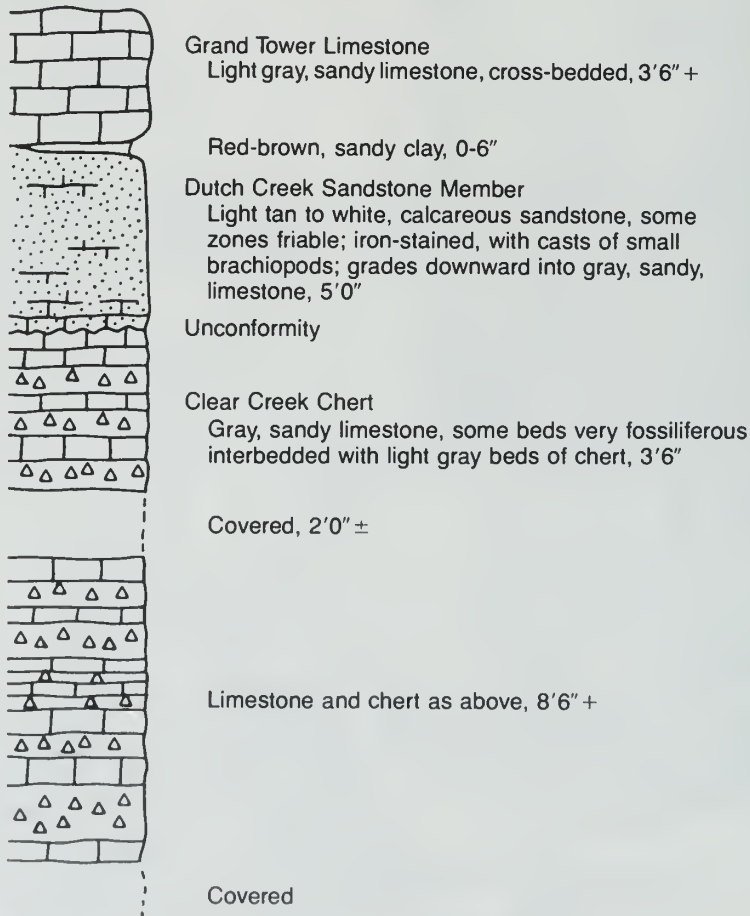 Grand Tower Limestone
Light gray, sandy limestone, cross-bedded, 3'6" +
Red-brown, sandy clay, 0-6"
Dutch Creek Sandstone Member
Light tan to white, calcareous sandstone, some
zones friable; iron-stained, with casts of small
brachiopods; grades downward into gray, sandy,
limestone, 5'0"
Unconformity
Clear Creek Chert
Gray, sandy limestone, some beds very fossiliferous
interbedded with light gray beds of chert, 3'6"
Covered, 2'0" ±
Limestone and chert as above, 8'6" +
Covered